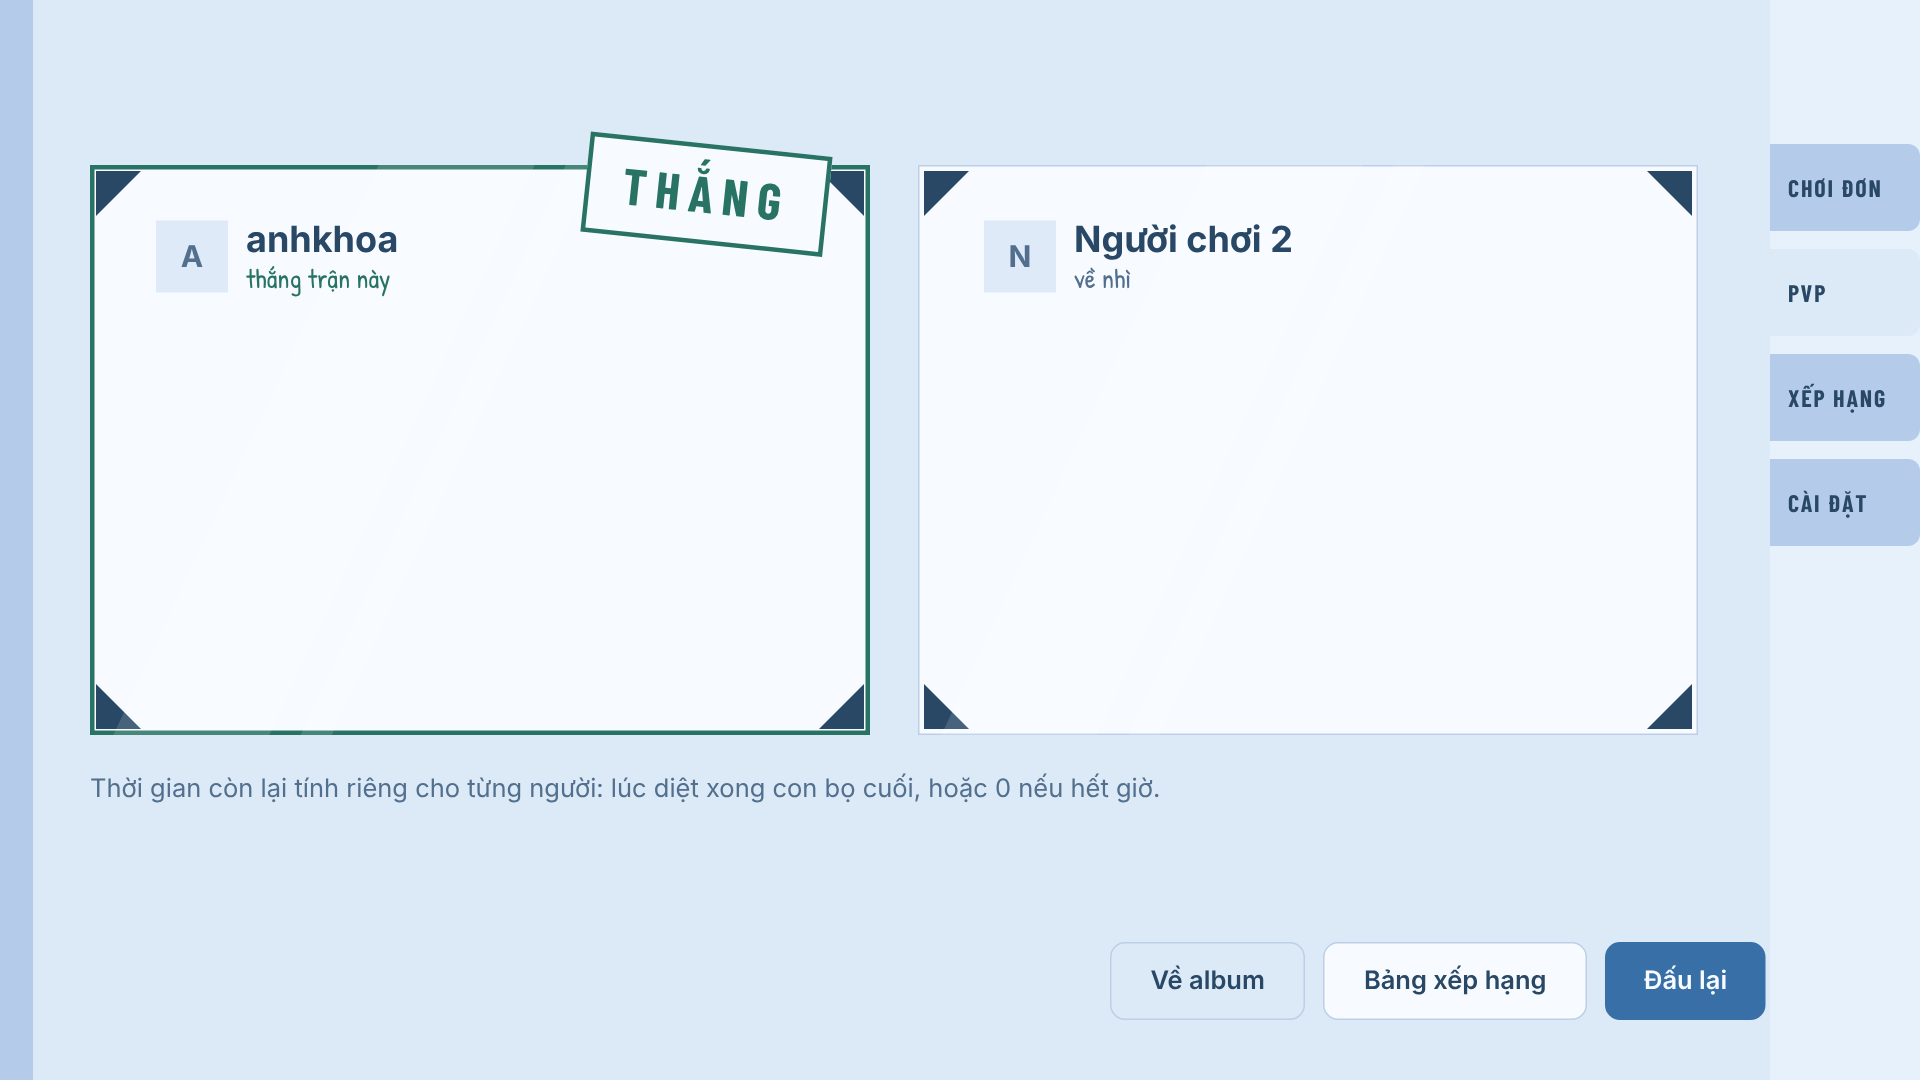 THẮNG
A
anhkhoa
thắng trận này
N
Người chơi 2
về nhì
CHƠI ĐƠN
PVP
XẾP HẠNG
CÀI ĐẶT
Thời gian còn lại tính riêng cho từng người: lúc diệt xong con bọ cuối, hoặc 0 nếu hết giờ.
Về album
Bảng xếp hạng
Đấu lại